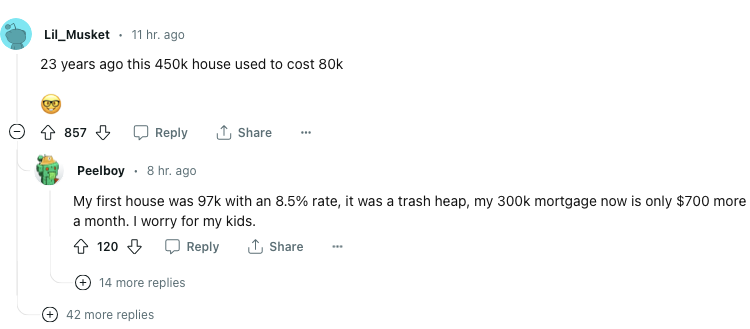 Lil_Musket • 11 hr. ago
23 years ago this 450k house used to cost 80k
🤓
857 Reply Share ...
Peelboy • 8 hr. ago
My first house was 97k with an 8.5% rate, it was a trash heap, my 300k mortgage now is only $700 more
a month. I worry for my kids.
120 Reply Share ...
14 more replies
42 more replies